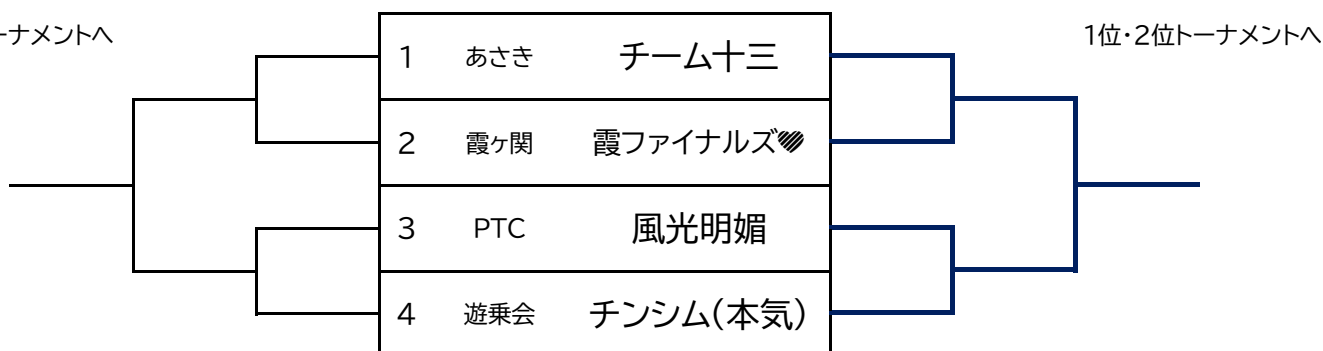 ーナメントへ
1位・2位トーナメントへ
1 あさき チーム十三
2 霞ヶ関 霞ファイナルズ
3 PTC 風光明媚
4 遊乗会 チンシム(本気)